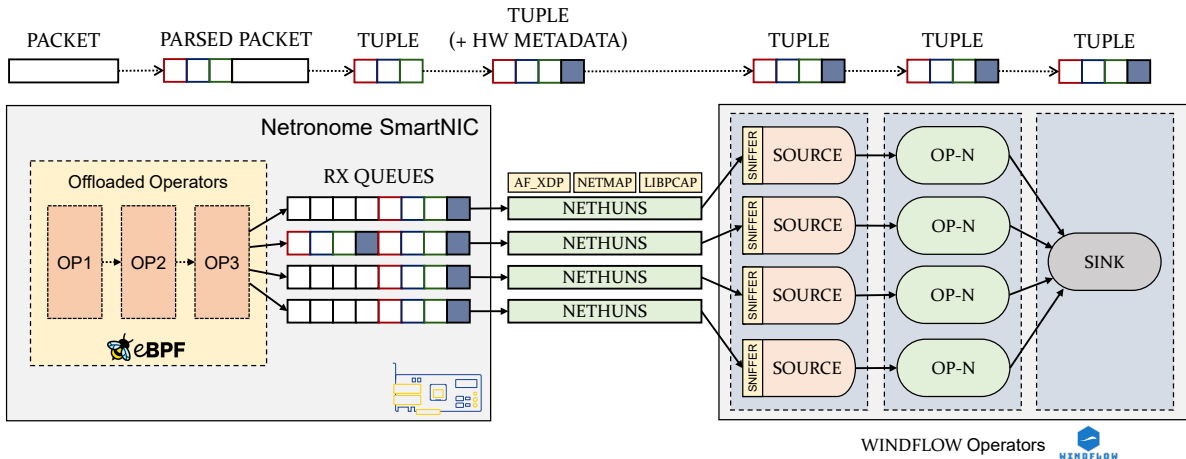 PACKET
PARSED PACKET
TUPLE
TUPLE
(+ HW METADATA)
TUPLE
TUPLE
TUPLE
Netronome SmartNIC
Offloaded Operators
OP1
OP2
OP3
eBPF
RX QUEUES
AF_XDP
NETMAP
LIBPCAP
NETHUNS
NETHUNS
NETHUNS
NETHUNS
SNIFFER
SOURCE
OP-N
SNIFFER
SOURCE
OP-N
SNIFFER
SOURCE
OP-N
SNIFFER
SOURCE
OP-N
SINK
WINDFLOW Operators
WINDFLOW